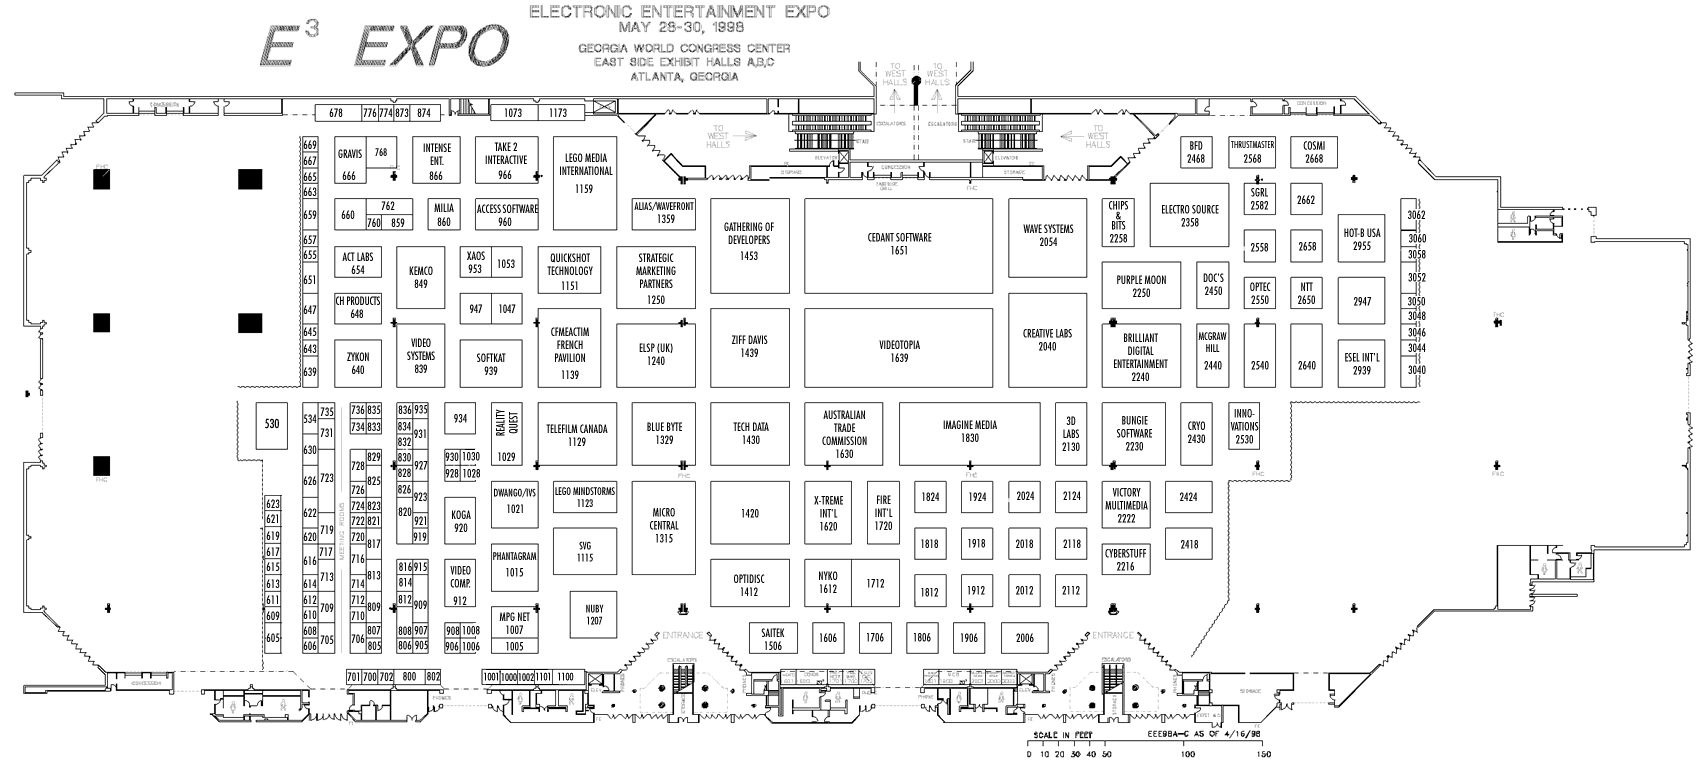 E3 EXPO
ELECTRONIC ENTERTAINMENT EXPO
MAY 28-30, 1998
GEORGIA WORLD CONGRESS CENTER
EAST SIDE EXHIBIT HALLS A,B,C
ATLANTA, GEORGIA
TO WEST HALLS
TO WEST HALLS
CONCESSION
678 776 774 873 874
1073 1173
ESCALATORS
ESCALATORS
CONCESSION
TO WEST HALLS
TO WEST HALLS
ELEVATOR
ELEVATOR
STORAGE
CONCESSION
STORAGE
669
667
665
663
659
657
655
651
647
645
643
639
GRAVIS 666
768
INTENSE ENT. 866
TAKE 2 INTERACTIVE 966
LEGO MEDIA INTERNATIONAL 1159
BFD 2468
THRUSTMASTER 2568
COSMI 2668
660
762
760 859
MILIA 860
ACCESS SOFTWARE 960
ALIAS/WAVEFRONT 1359
GATHERING OF DEVELOPERS 1453
CEDANT SOFTWARE 1651
WAVE SYSTEMS 2054
CHIPS & BITS 2258
ELECTRO SOURCE 2358
SGRL 2582
2662
HOT-B USA 2955
3062
3060
3058
3052
3050
3048
3046
3044
3040
ACT LABS 654
KEMCO 849
XAOS 953
1053
QUICKSHOT TECHNOLOGY 1151
STRATEGIC MARKETING PARTNERS 1250
2558
2658
PURPLE MOON 2250
DOC'S 2450
OPTEC 2550
NTT 2650
2947
CH PRODUCTS 648
947 1047
CFMEACTIM FRENCH PAVILION 1139
ZYKON 640
VIDEO SYSTEMS 839
SOFTKAT 939
ELSP (UK) 1240
ZIFF DAVIS 1439
VIDEOTOPIA 1639
CREATIVE LABS 2040
BRILLIANT DIGITAL ENTERTAINMENT 2240
MCGRAW HILL 2440
2540
2640
ESEL INT'L 2939
530
534
630
626
622
620
616
614
612
610
608
606
735
731
723
719
717
713
709
705
MEETING ROOMS
736 835
734 833
829
728
825
726
724 823
722 821
720
817
716
813
714
712
809
710
807
706
805
836 935
834
931
832
830
927
828
826
923
820
921
919
816 915
814
812
909
808 907
806 905
934
930 1030
928 1028
KOGA 920
VIDEO COMP. 912
908 1008
906 1006
REALITY QUEST 1029
TELEFILM CANADA 1129
BLUE BYTE 1329
TECH DATA 1430
AUSTRALIAN TRADE COMMISSION 1630
IMAGINE MEDIA 1830
3D LABS 2130
BUNGIE SOFTWARE 2230
CRYO 2430
INNO-VATIONS 2530
DWANGO/IVS 1021
LEGO MINDSTORMS 1123
MICRO CENTRAL 1315
1420
X-TREME INT'L 1620
FIRE INT'L 1720
1824
1924
2024
2124
VICTORY MULTIMEDIA 2222
2424
623
621
619
617
615
613
611
609
605
PHANTAGRAM 1015
SVG 1115
1818
1918
2018
2118
CYBERSTUFF 2216
2418
OPTIDISC 1412
NYKO 1612
1712
1812
1912
2012
2112
MPG NET 1007
1005
NUBY 1207
ENTRANCE
SAITEK 1506
1606
1706
1806
1906
2006
ENTRANCE
701 700 702 800 802
1001 1000 1002 1101 1100
CONCESSION
ESCALATORS
ESCALATORS
STORAGE
SCALE IN FEET
0 10 20 30 40 50 100 150
EEE98A-C AS OF 4/16/98